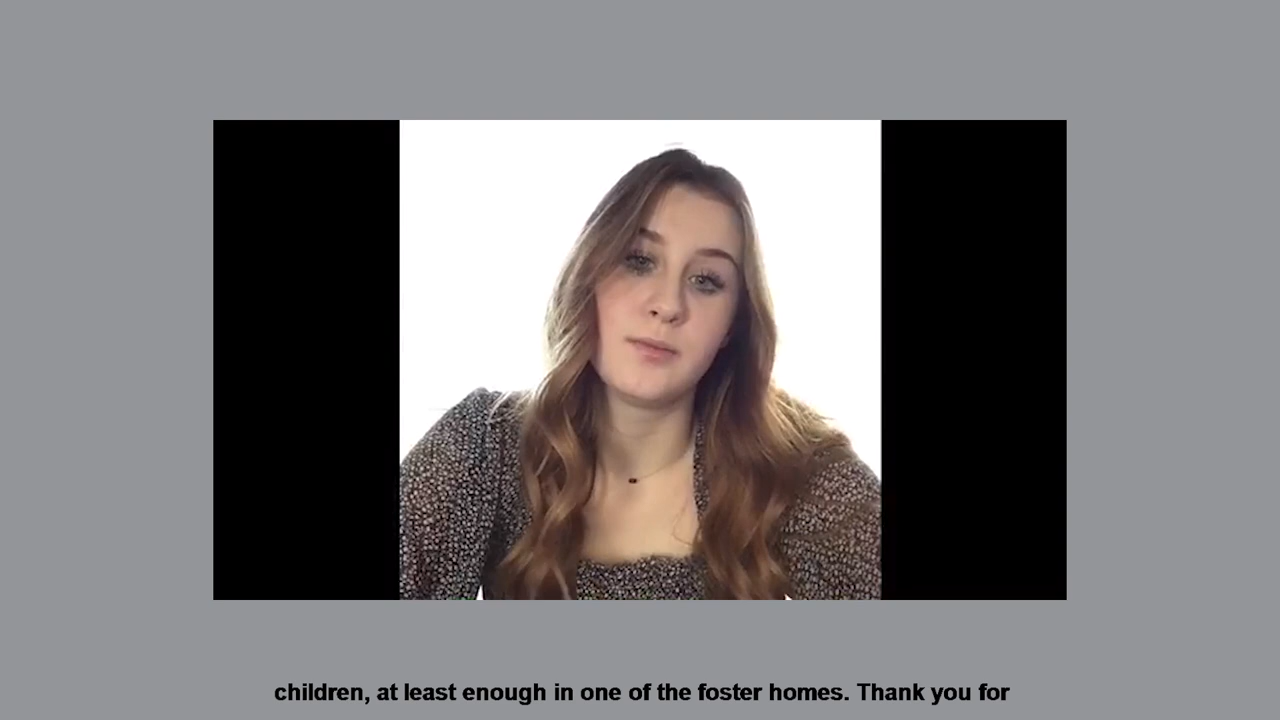 children, at least enough in one of the foster homes. Thank you for